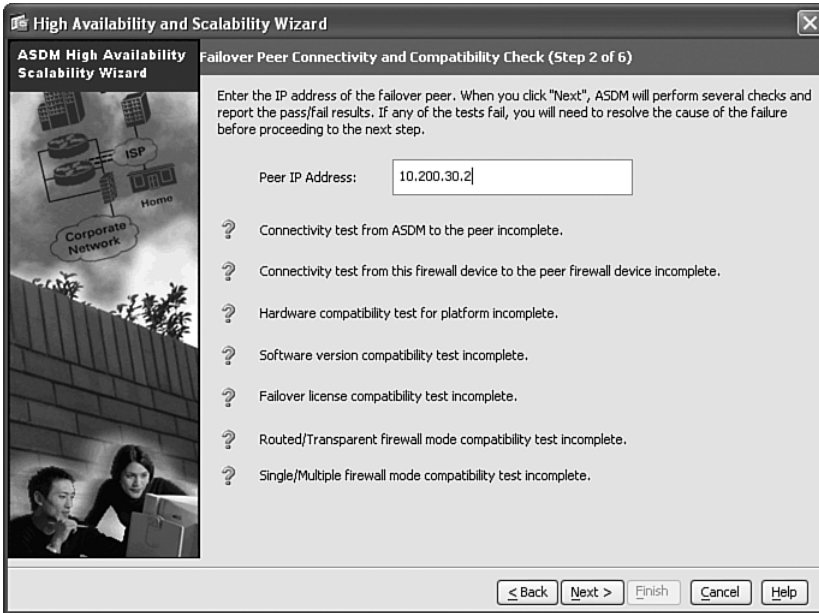 High Availability and Scalability Wizard
ASDM High Availability
Scalability Wizard
ISP
Home
Corporate
Network
Failover Peer Connectivity and Compatibility Check (Step 2 of 6)
Enter the IP address of the failover peer. When you click "Next", ASDM will perform several checks and
report the pass/fail results. If any of the tests fail, you will need to resolve the cause of the failure
before proceeding to the next step.
Peer IP Address: 10.200.30.2
? Connectivity test from ASDM to the peer incomplete.
? Connectivity test from this firewall device to the peer firewall device incomplete.
? Hardware compatibility test for platform incomplete.
? Software version compatibility test incomplete.
? Failover license compatibility test incomplete.
? Routed/Transparent firewall mode compatibility test incomplete.
? Single/Multiple firewall mode compatibility test incomplete.
< Back Next > Finish Cancel Help